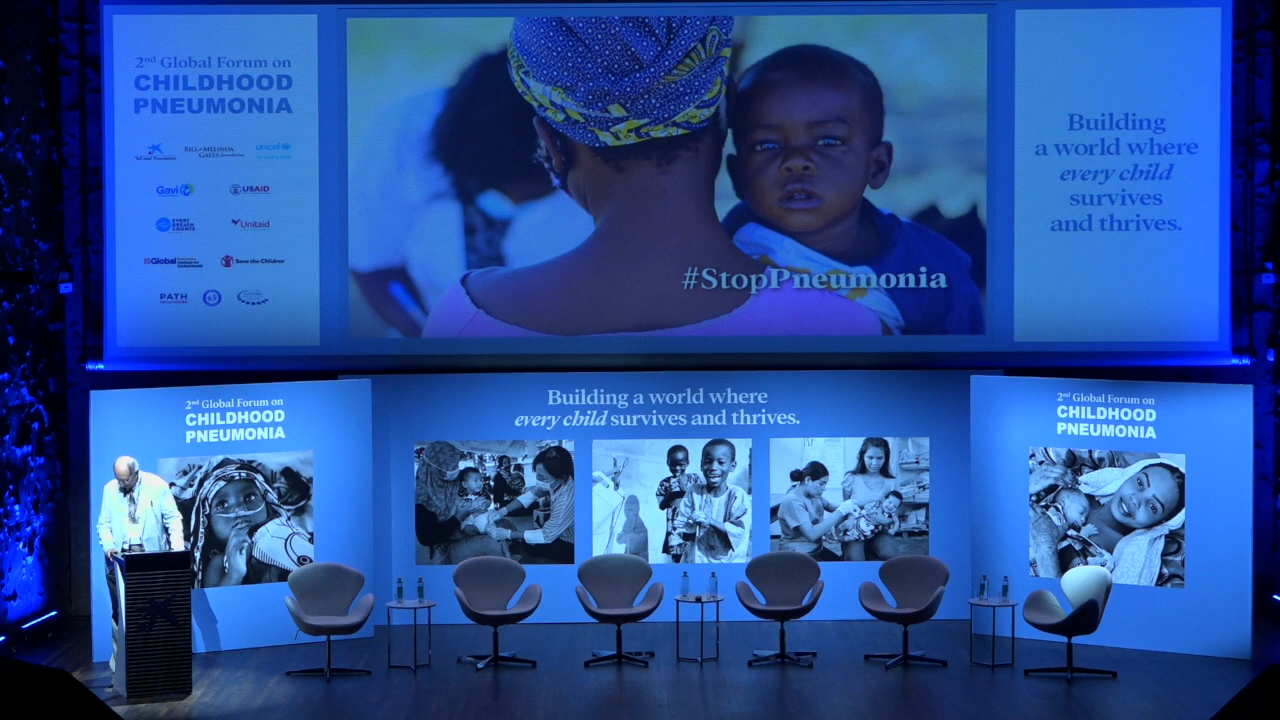 2nd Global Forum on
CHILDHOOD
PNEUMONIA
"la Caixa" Foundation
BILL & MELINDA
GATES foundation
unicef
Gavi
USAID
EVERY
BREATH
COUNTS
Unitaid
ISGlobal
Save the Children
PATH
#StopPneumonia
Building
a world where
every child
survives
and thrives.
2nd Global Forum on
CHILDHOOD
PNEUMONIA
Building a world where
every child survives and thrives.
2nd Global Forum on
CHILDHOOD
PNEUMONIA